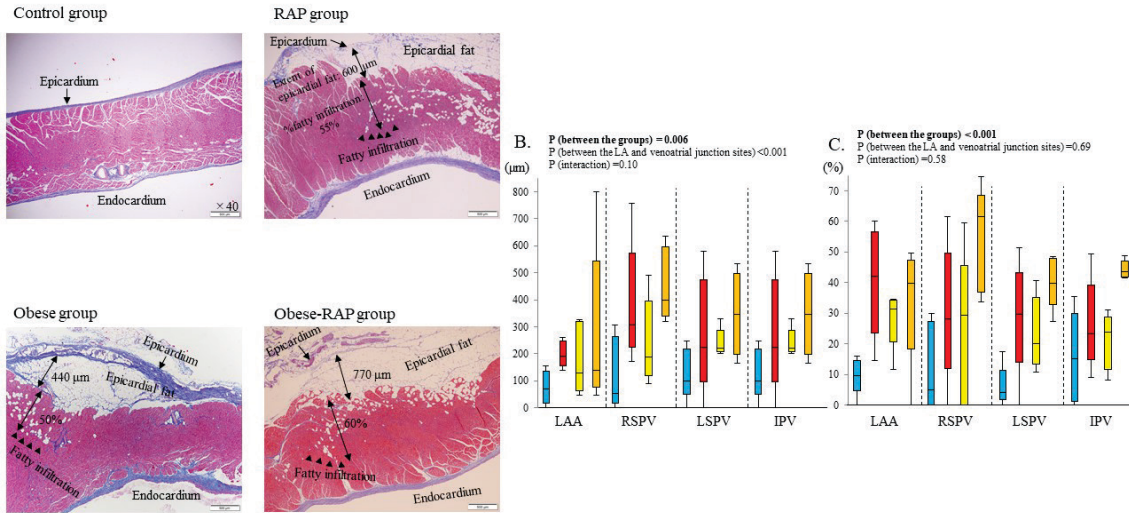 Control group
Epicardium
Endocardium
×40
RAP group
Epicardium
Epicardial fat
Extent of
epicardial fat: 600 μm
%fatty infiltration:
55%
Fatty infiltration
Endocardium
Obese group
Epicardium
440 μm
Epicardial fat
50%
Fatty infiltration
Endocardium
Obese-RAP group
Epicardium
Epicardial fat
770 μm
60%
Fatty infiltration
Endocardium
B.
P (between the groups) = 0.006
P (between the LA and venoatrial junction sites) <0.001
P (interaction) =0.10
(μm)
800
700
600
500
400
300
200
100
0
LAA RSPV LSPV IPV
C.
P (between the groups) < 0.001
P (between the LA and venoatrial junction sites) =0.69
P (interaction) =0.58
(%)
70
60
50
40
30
20
10
0
LAA RSPV LSPV IPV